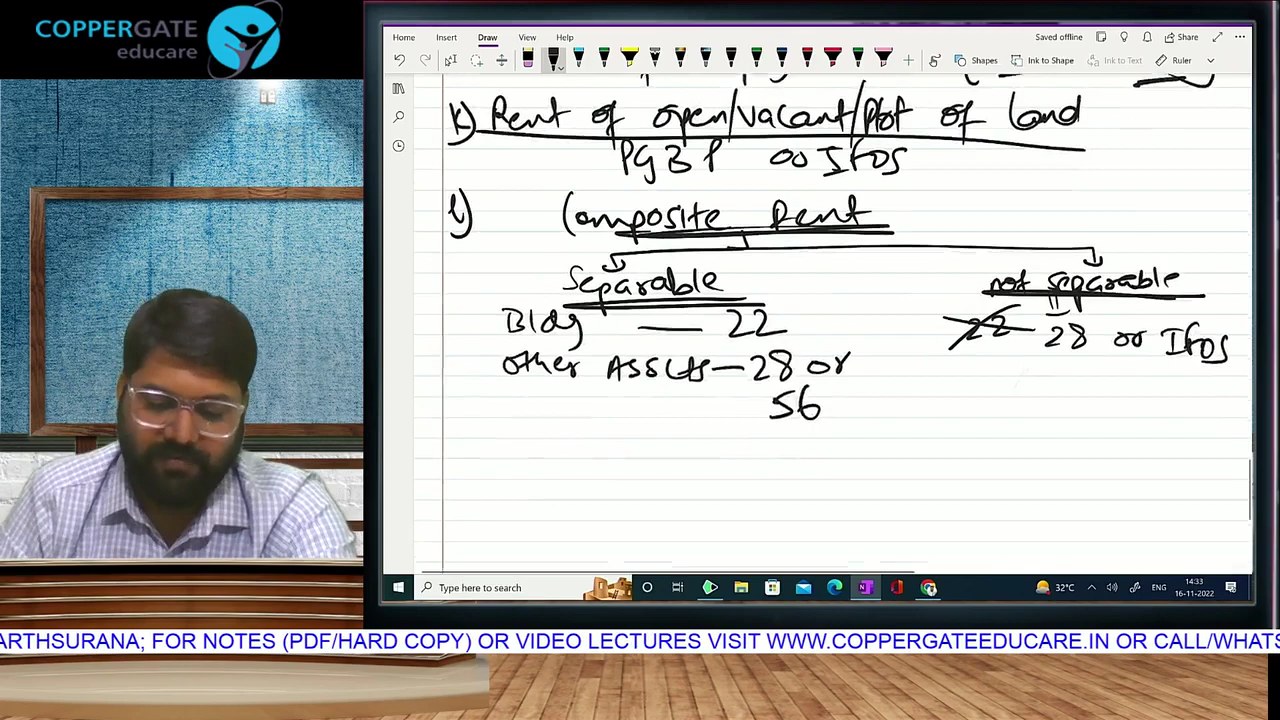 COPPERGATE
educare
Saved offline
Share
Home Insert Draw View Help
Shapes Ink to Shape Ink to Text Ruler
K) Rent of open/vacant/plot of land
PGBP or IFOS
L) Composite Rent
Separable
not separable
Bldg — 22
22 28 or IFOS
other Assets — 28 or
56
Type here to search
32°C
ENG
14:33
16-11-2022
ARTHSURANA; FOR NOTES (PDF/HARD COPY) OR VIDEO LECTURES VISIT WWW.COPPERGATEEDUCARE.IN OR CALL/WHATS